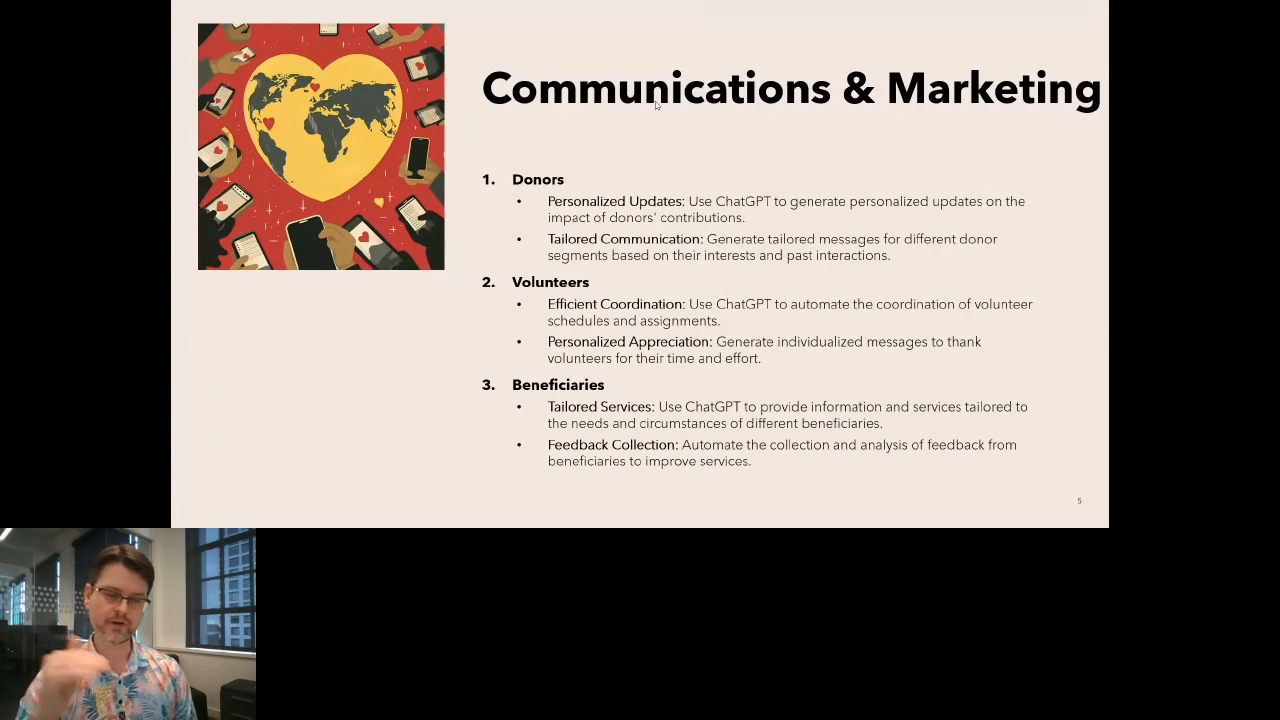 Communications & Marketing
1. Donors
• Personalized Updates: Use ChatGPT to generate personalized updates on the
impact of donors' contributions.
• Tailored Communication: Generate tailored messages for different donor
segments based on their interests and past interactions.
2. Volunteers
• Efficient Coordination: Use ChatGPT to automate the coordination of volunteer
schedules and assignments.
• Personalized Appreciation: Generate individualized messages to thank
volunteers for their time and effort.
3. Beneficiaries
• Tailored Services: Use ChatGPT to provide information and services tailored to
the needs and circumstances of different beneficiaries.
• Feedback Collection: Automate the collection and analysis of feedback from
beneficiaries to improve services.
5